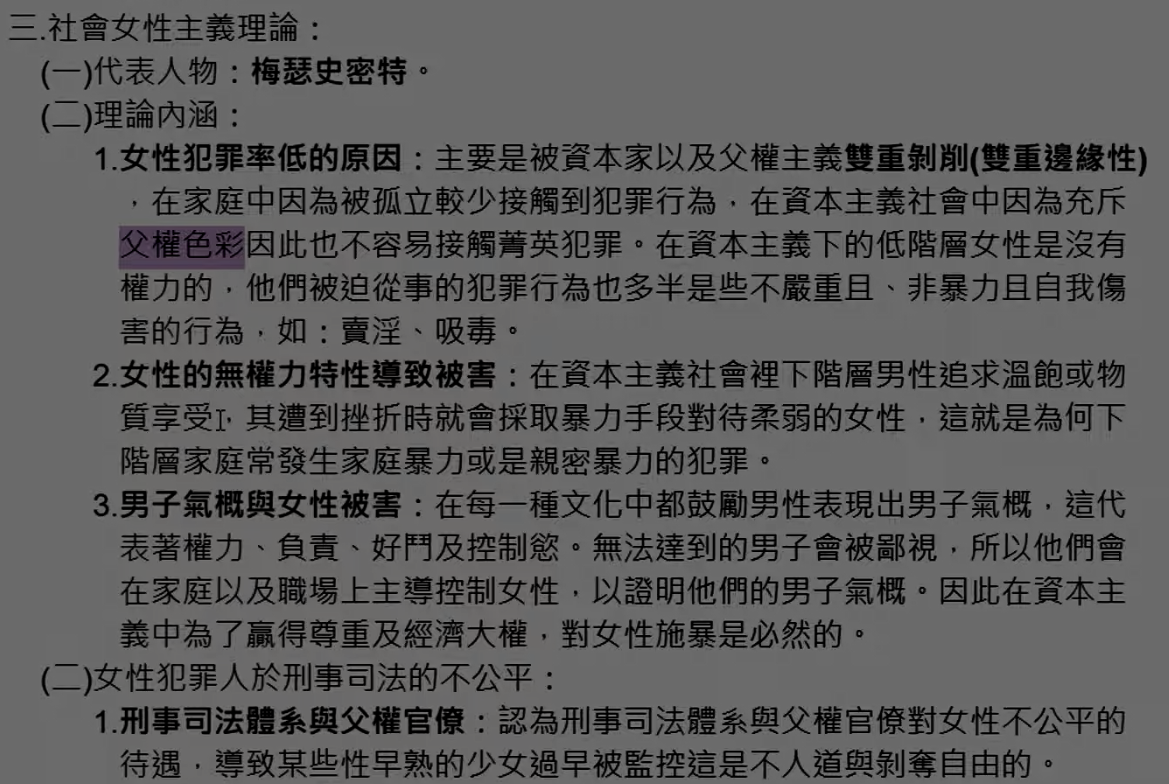 三.社會女性主義理論：
(一)代表人物：梅瑟史密特。
(二)理論內涵：
1.女性犯罪率低的原因：主要是被資本家以及父權主義雙重剝削(雙重邊緣性)
，在家庭中因為被孤立較少接觸到犯罪行為，在資本主義社會中因為充斥
父權色彩因此也不容易接觸菁英犯罪。在資本主義下的低階層女性是沒有
權力的，他們被迫從事的犯罪行為也多半是些不嚴重且、非暴力且自我傷
害的行為，如：賣淫、吸毒。
2.女性的無權力特性導致被害：在資本主義社會裡下階層男性追求溫飽或物
質享受，其遭到挫折時就會採取暴力手段對待柔弱的女性，這就是為何下
階層家庭常發生家庭暴力或是親密暴力的犯罪。
3.男子氣概與女性被害：在每一種文化中都鼓勵男性表現出男子氣概，這代
表著權力、負責、好鬥及控制慾。無法達到的男子會被鄙視，所以他們會
在家庭以及職場上主導控制女性，以證明他們的男子氣概。因此在資本主
義中為了贏得尊重及經濟大權，對女性施暴是必然的。
(二)女性犯罪人於刑事司法的不公平：
1.刑事司法體系與父權官僚：認為刑事司法體系與父權官僚對女性不公平的
待遇，導致某些性早熟的少女過早被監控這是不人道與剝奪自由的。